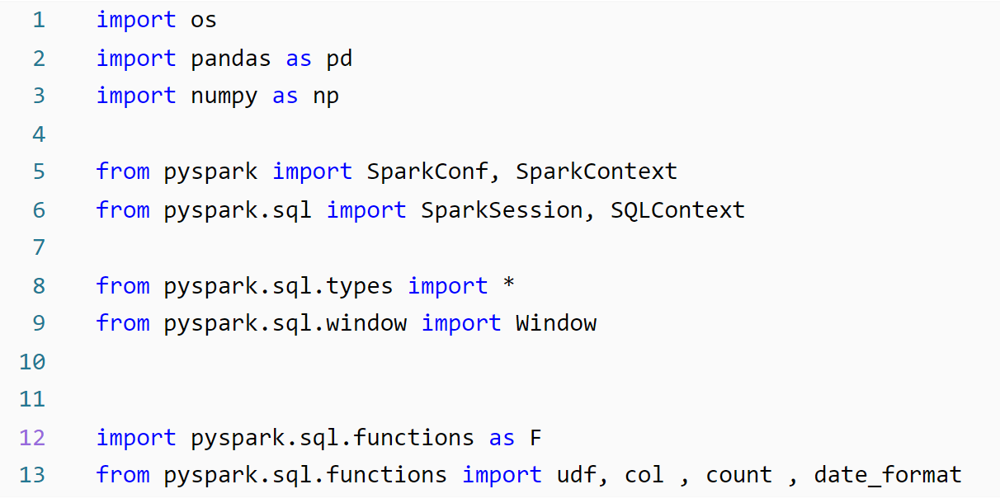 1 import os
2 import pandas as pd
3 import numpy as np
4
5 from pyspark import SparkConf, SparkContext
6 from pyspark.sql import SparkSession, SQLContext
7
8 from pyspark.sql.types import *
9 from pyspark.sql.window import Window
10
11
12 import pyspark.sql.functions as F
13 from pyspark.sql.functions import udf, col , count , date_format